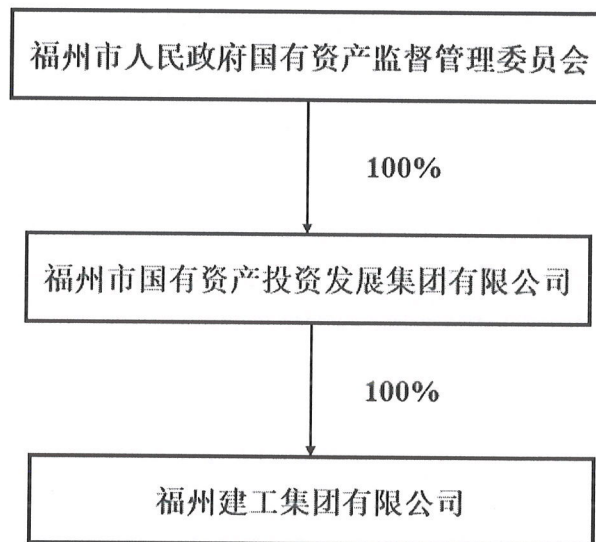 福州市人民政府国有资产监督管理委员会
100%
福州市国有资产投资发展集团有限公司
100%
福州建工集团有限公司